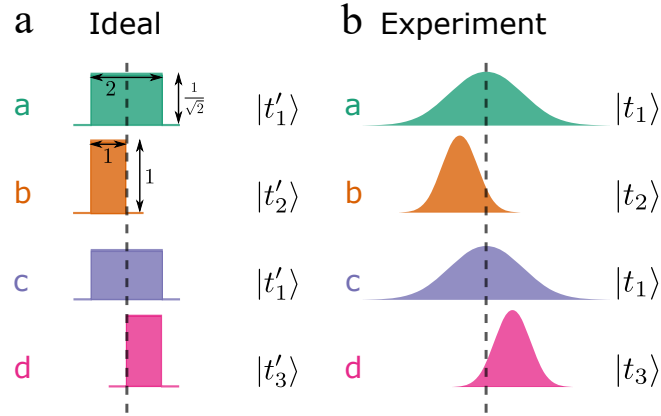 a Ideal
b Experiment
a 2 1/√2 |t′₁⟩
a |t₁⟩
b 1 1 |t′₂⟩
b |t₂⟩
c |t′₁⟩
c |t₁⟩
d |t′₃⟩
d |t₃⟩